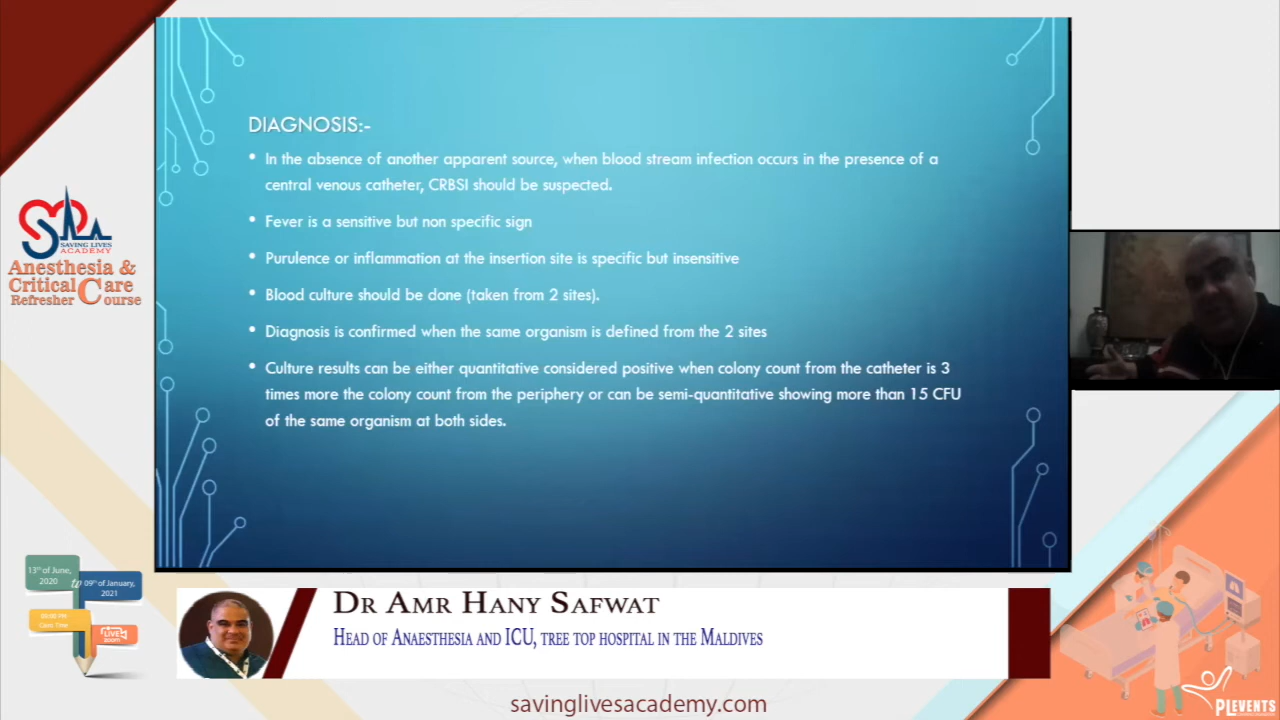 DIAGNOSIS:-
• In the absence of another apparent source, when blood stream infection occurs in the presence of a
central venous catheter, CRBSI should be suspected.
• Fever is a sensitive but non specific sign
• Purulence or inflammation at the insertion site is specific but insensitive
• Blood culture should be done (taken from 2 sites).
• Diagnosis is confirmed when the same organism is defined from the 2 sites
• Culture results can be either quantitative considered positive when colony count from the catheter is 3
times more the colony count from the periphery or can be semi-quantitative showing more than 15 CFU
of the same organism at both sides.
SAVING LIVES
ACADEMY
Anesthesia &
Critical Care
Refresher Course
13th of June,
2020
to
09th of January,
2021
Class Time
LIVE
zoom
DR AMR HANY SAFWAT
HEAD OF ANAESTHESIA AND ICU, TREE TOP HOSPITAL IN THE MALDIVES
savinglivesacademy.com
PLEVENTS